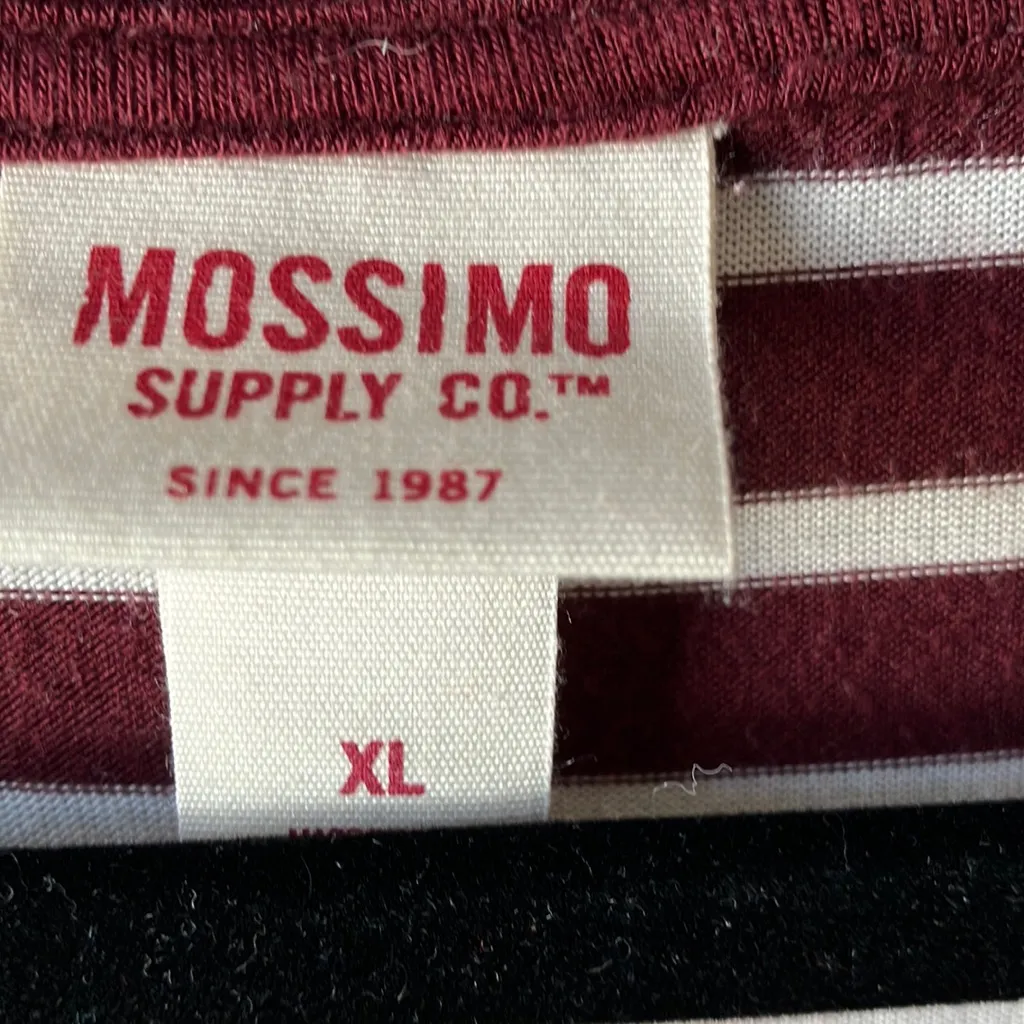 MOSSIMO
SUPPLY CO.™
SINCE 1987
XL